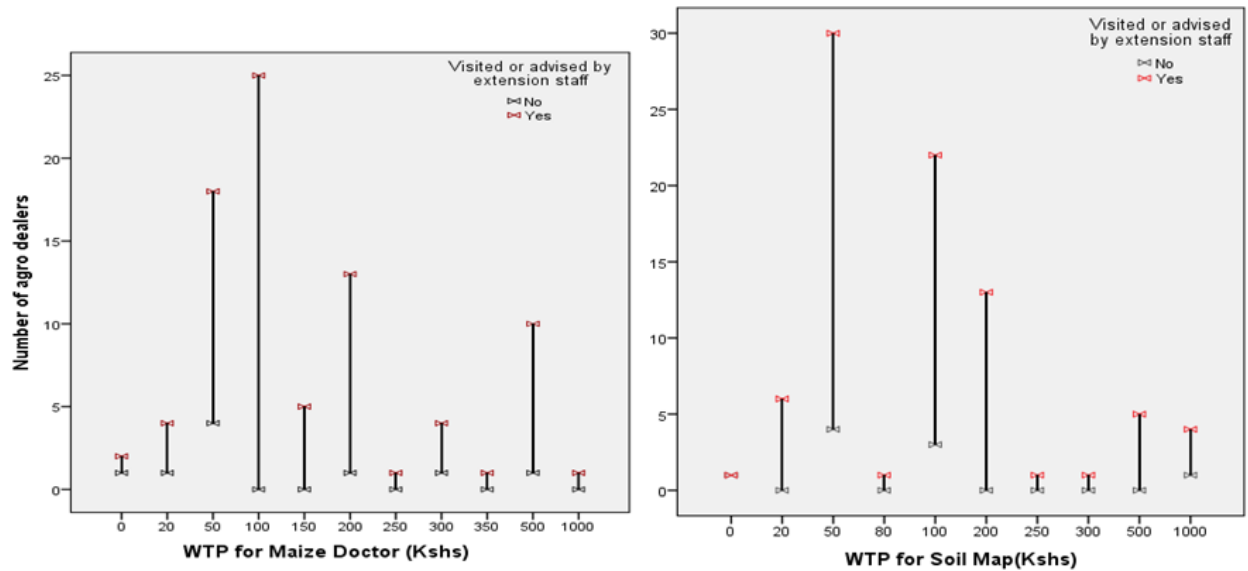 Visited or advised by
extension staff
No
Yes
25
20
15
10
5
0
Number of agro dealers
0 20 50 100 150 200 250 300 350 500 1000
WTP for Maize Doctor (Kshs)
Visited or advised
by extension staff
No
Yes
30
25
20
15
10
5
0
0 20 50 80 100 200 250 300 500 1000
WTP for Soil Map(Kshs)